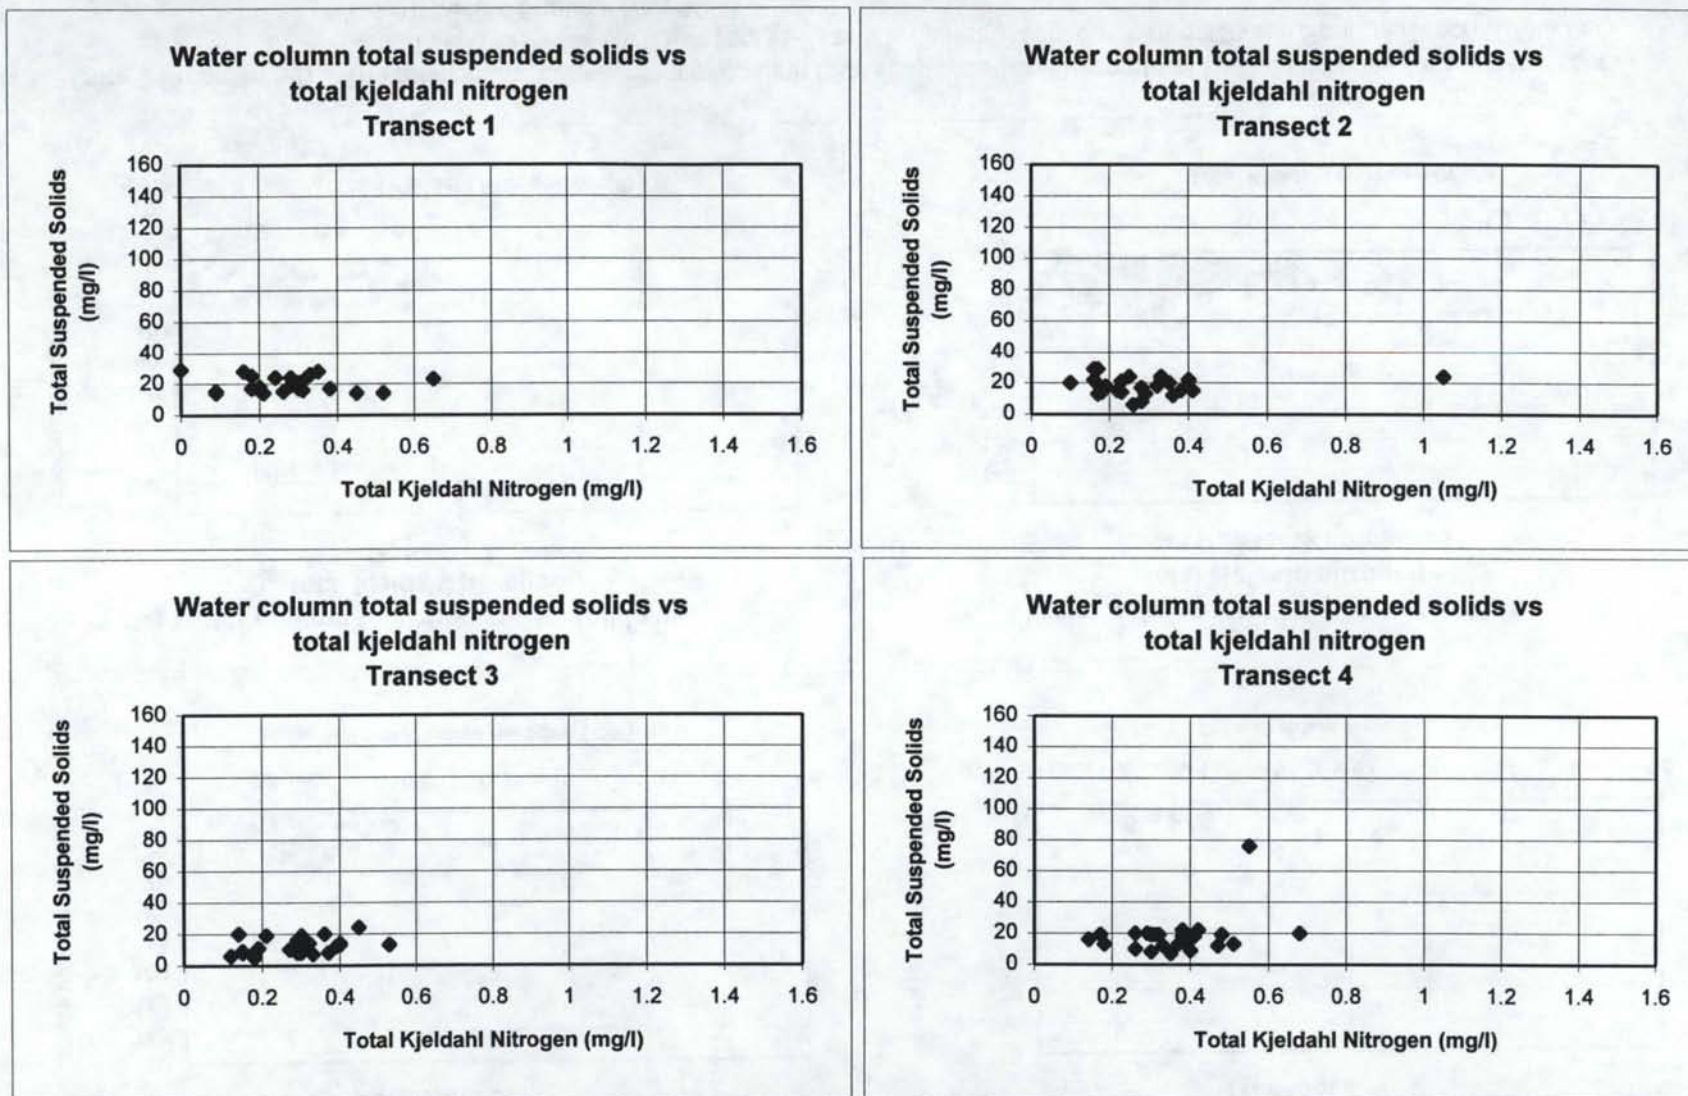 Water column total suspended solids vs
total kjeldahl nitrogen
Transect 1
Total Suspended Solids
(mg/l)
160
140
120
100
80
60
40
20
0
0 0.2 0.4 0.6 0.8 1 1.2 1.4 1.6
Total Kjeldahl Nitrogen (mg/l)
Water column total suspended solids vs
total kjeldahl nitrogen
Transect 2
Total Suspended Solids
(mg/l)
160
140
120
100
80
60
40
20
0
0 0.2 0.4 0.6 0.8 1 1.2 1.4 1.6
Total Kjeldahl Nitrogen (mg/l)
Water column total suspended solids vs
total kjeldahl nitrogen
Transect 3
Total Suspended Solids
(mg/l)
160
140
120
100
80
60
40
20
0
0 0.2 0.4 0.6 0.8 1 1.2 1.4 1.6
Total Kjeldahl Nitrogen (mg/l)
Water column total suspended solids vs
total kjeldahl nitrogen
Transect 4
Total Suspended Solids
(mg/l)
160
140
120
100
80
60
40
20
0
0 0.2 0.4 0.6 0.8 1 1.2 1.4 1.6
Total Kjeldahl Nitrogen (mg/l)